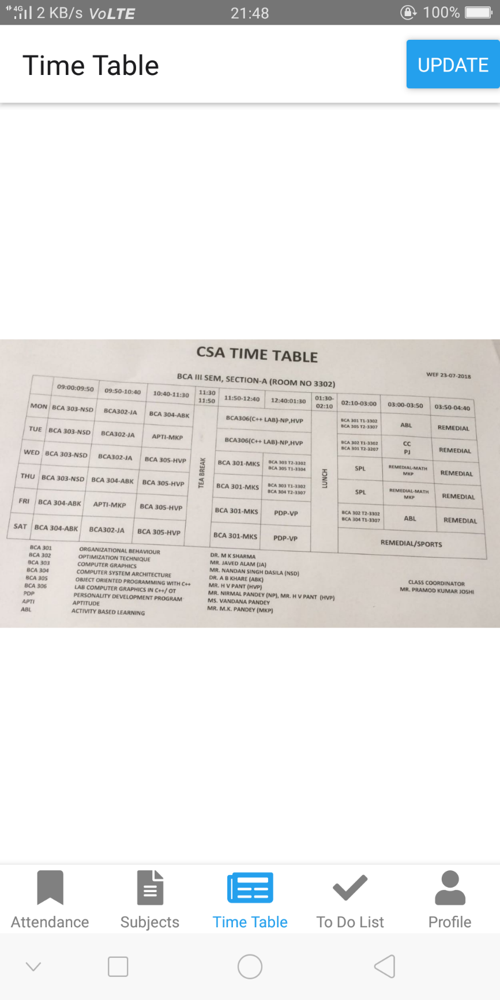 4G 2 KB/s VoLTE 21:48 100%
Time Table UPDATE
CSA TIME TABLE
WEF 23-07-2018
BCA III SEM, SECTION-A (ROOM NO 3302)
09:00:09:50 09:50-10:40 10:40-11:30 11:30 11:50 11:50-12:40 12:40:01:30 01:30-02:10 02:10-03:00 03:00-03:50 03:50-04:40
MON BCA 303-NSD BCA302-JA BCA 304-ABK BCA306(C++ LAB)-NP,HVP BCA 301 T1-3302 BCA 305 T2-3307 ABL REMEDIAL
TUE BCA 303-NSD BCA302-JA APTI-MKP BCA306(C++ LAB)-NP,HVP BCA 302 T1-3302 BCA 301 T2-3207 CC PJ REMEDIAL
WED BCA 303-NSD BCA302-JA BCA 305-HVP BCA 301-MKS BCA 303 T2-3302 BCA 305 T1-3304 SPL REMEDIAL-MATH MKP REMEDIAL
TEA BREAK
LUNCH
THU BCA 303-NSD BCA 304-ABK BCA 305-HVP BCA 301-MKS BCA 303 T1-3302 BCA 304 T2-3307 SPL REMEDIAL-MATH MKP REMEDIAL
FRI BCA 304-ABK APTI-MKP BCA 305-HVP BCA 301-MKS PDP-VP BCA 302 T2-3302 BCA 304 T1-3307 ABL REMEDIAL
SAT BCA 304-ABK BCA302-JA BCA 305-HVP BCA 301-MKS PDP-VP REMEDIAL/SPORTS
BCA 301 ORGANIZATIONAL BEHAVIOUR DR. M K SHARMA
BCA 302 OPTIMIZATION TECHNIQUE MR. JAVED ALAM (JA)
BCA 303 COMPUTER GRAPHICS MR. NANDAN SINGH DASILA (NSD)
BCA 304 COMPUTER SYSTEM ARCHITECTURE DR. A B KHARE (ABK)
BCA 305 OBJECT ORIENTED PROGRAMMING WITH C++ MR. H V PANT (HVP)
BCA 306 LAB COMPUTER GRAPHICS IN C++/ OT MR. NIRMAL PANDEY (NP), MR. H V PANT (HVP)
PDP PERSONALITY DEVELOPMENT PROGRAM MS. VANDANA PANDEY
APTI APTITUDE MR. M.K. PANDEY (MKP)
ABL ACTIVITY BASED LEARNING
CLASS COORDINATOR
MR. PRAMOD KUMAR JOSHI
Attendance Subjects Time Table To Do List Profile